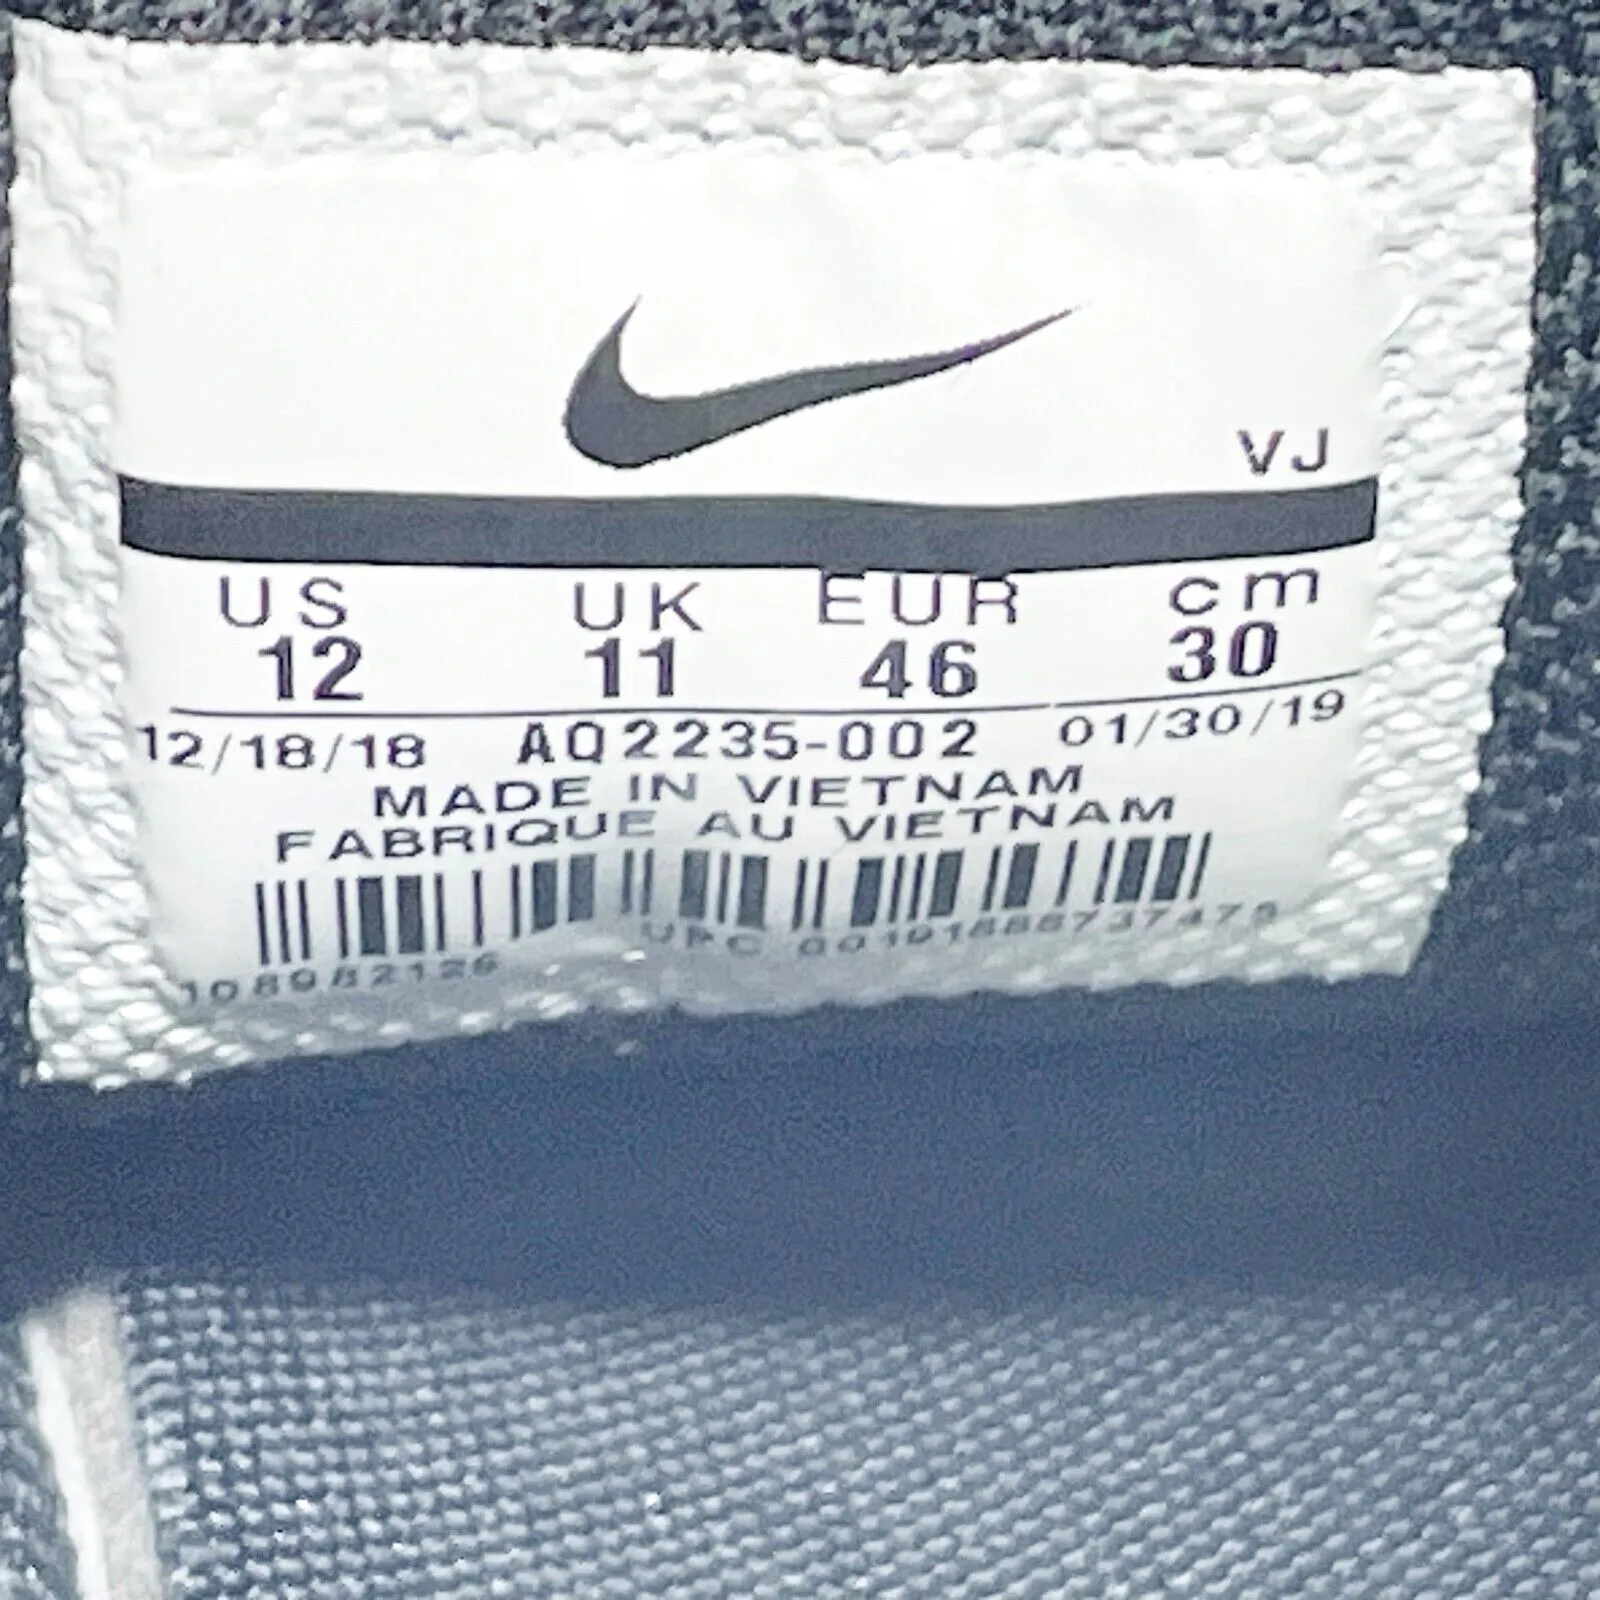 VJ
US UK EUR cm
12 11 46 30
12/18/18 AQ2235-002 01/30/19
MADE IN VIETNAM
FABRIQUE AU VIETNAM
UPC